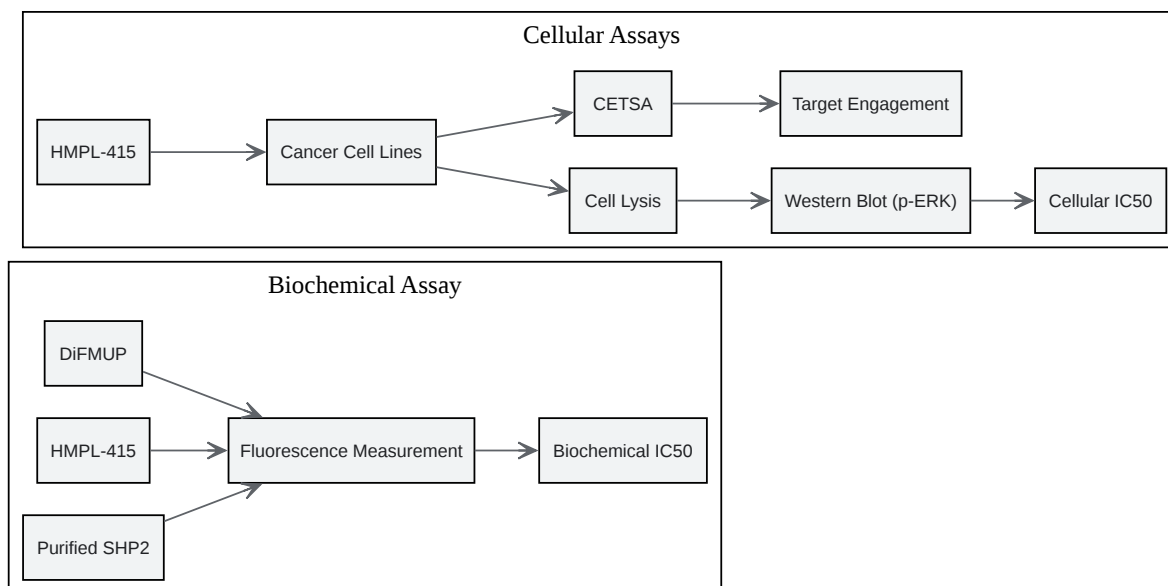 Cellular Assays
CETSA
Target Engagement
HMPL-415
Cancer Cell Lines
Cell Lysis
Western Blot (p-ERK)
Cellular IC50
Biochemical Assay
DiFMUP
HMPL-415
Fluorescence Measurement
Biochemical IC50
Purified SHP2